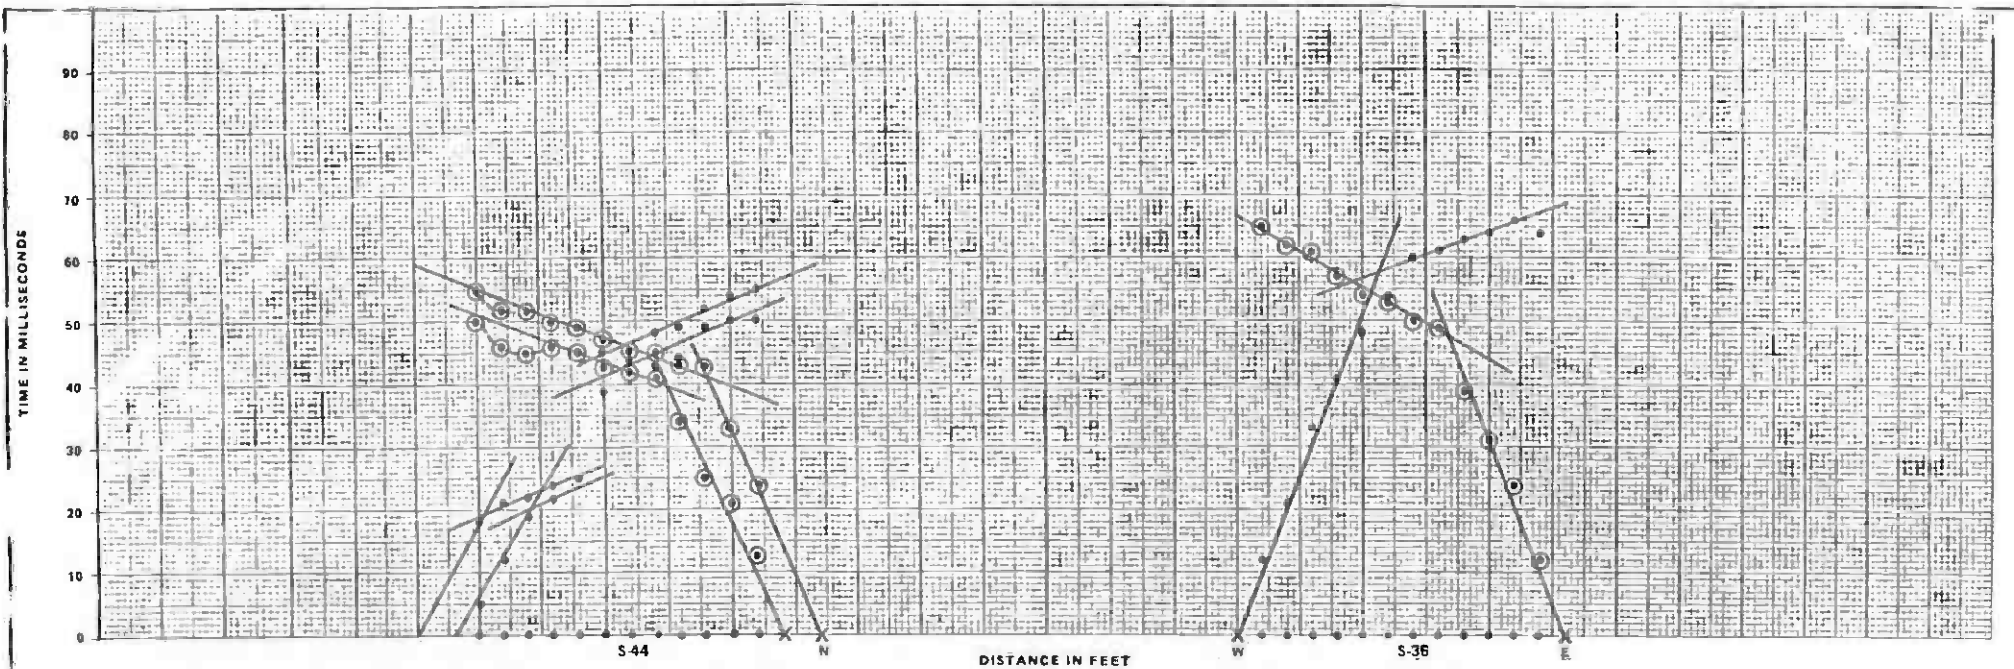 TIME IN MILLISECONDS
90
80
70
60
50
40
30
20
10
0
S-44
N
W
S-36
E
DISTANCE IN FEET